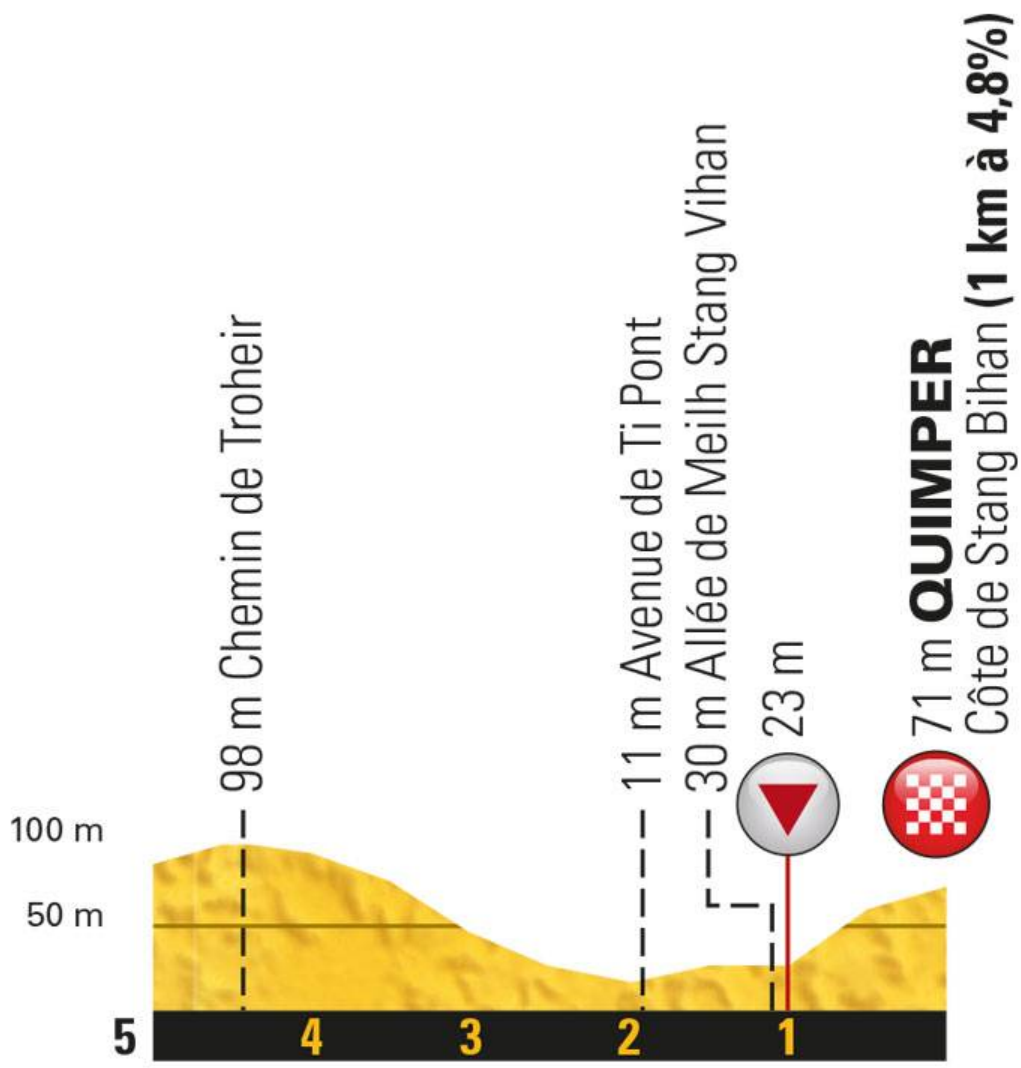 98 m Chemin de Troheir
11 m Avenue de Ti Pont
30 m Allée de Meilh Stang Vihan
23 m
71 m QUIMPER
Côte de Stang Bihan (1 km à 4,8%)
100 m
50 m
5 4 3 2 1